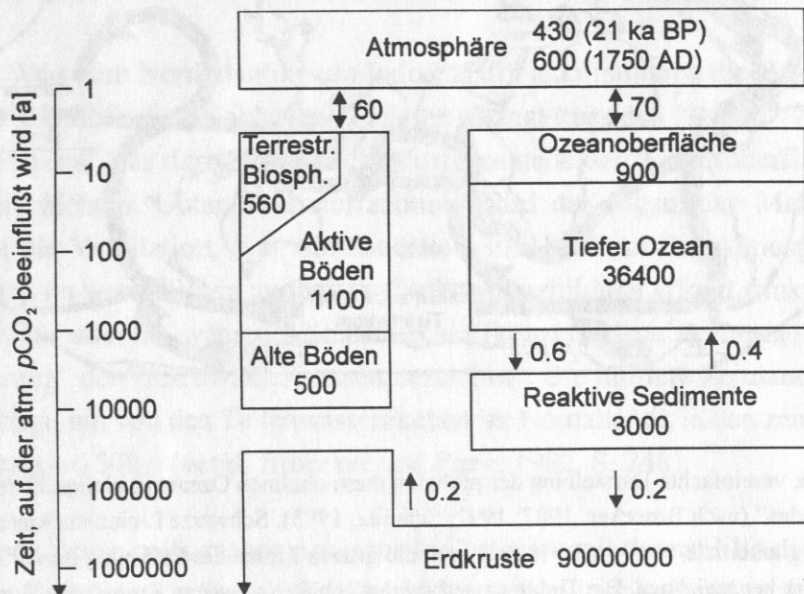 Zeit, auf der atm. pCO₂ beeinflußt wird [a]
1
10
100
1000
10000
100000
1000000
Atmosphäre
430 (21 ka BP)
600 (1750 AD)
60
70
Terrestr.
Biosph.
560
Aktive
Böden
1100
Alte Böden
500
Ozeanoberfläche
900
Tiefer Ozean
36400
0.6
0.4
Reaktive Sedimente
3000
0.2
0.2
Erdkruste 90000000